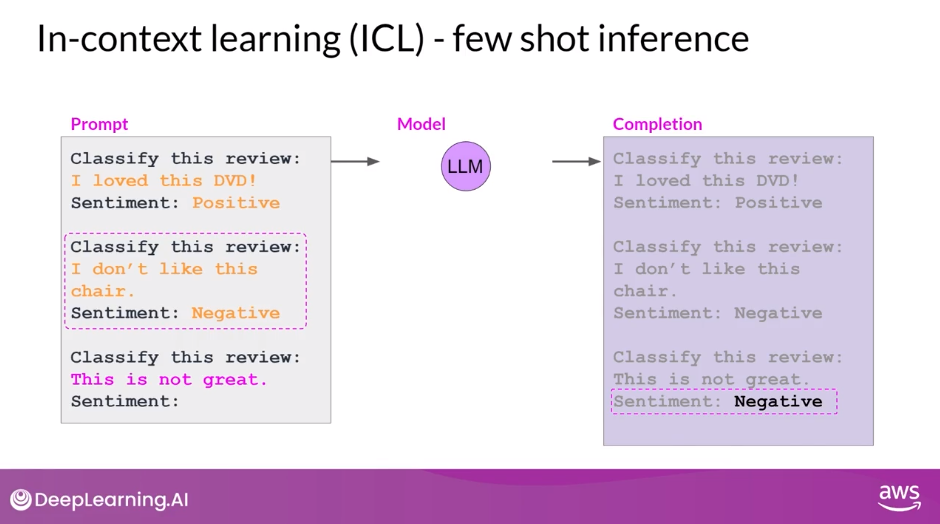 In-context learning (ICL) - few shot inference
Prompt
Classify this review:
I loved this DVD!
Sentiment: Positive
Classify this review:
I don’t like this
chair.
Sentiment: Negative
Classify this review:
This is not great.
Sentiment:
Model
LLM
Completion
Classify this review:
I loved this DVD!
Sentiment: Positive
Classify this review:
I don’t like this
chair.
Sentiment: Negative
Classify this review:
This is not great.
Sentiment: Negative
DeepLearning.AI
aws